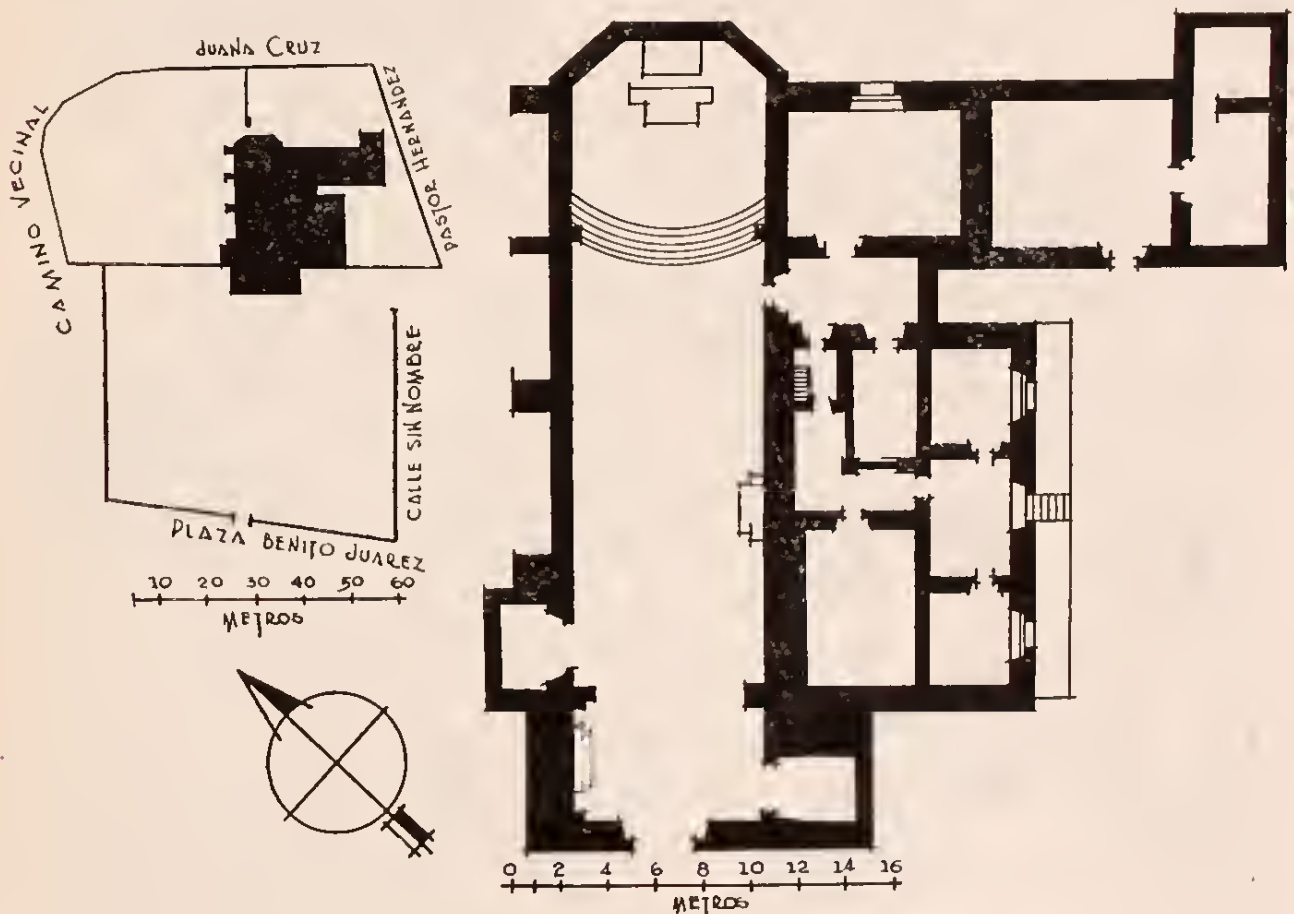 JUANA CRUZ
CAMINO VECINAL
PASTOR HERNANDEZ
CALLE SIN NOMBRE
PLAZA BENITO JUAREZ
10 20 30 40 50 60
METROS
0 2 4 6 8 10 12 14 16
METROS